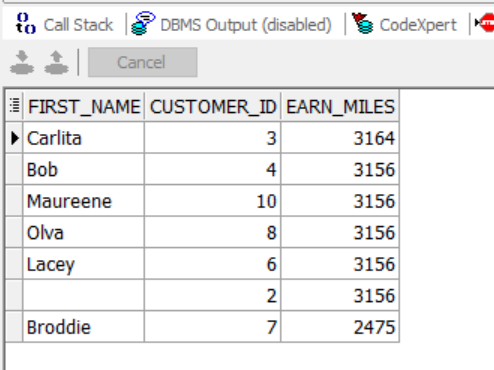 Call Stack DBMS Output (disabled) CodeXpert
Cancel
FIRST_NAME CUSTOMER_ID EARN_MILES
Carlita 3 3164
Bob 4 3156
Maureene 10 3156
Olva 8 3156
Lacey 6 3156
2 3156
Broddie 7 2475